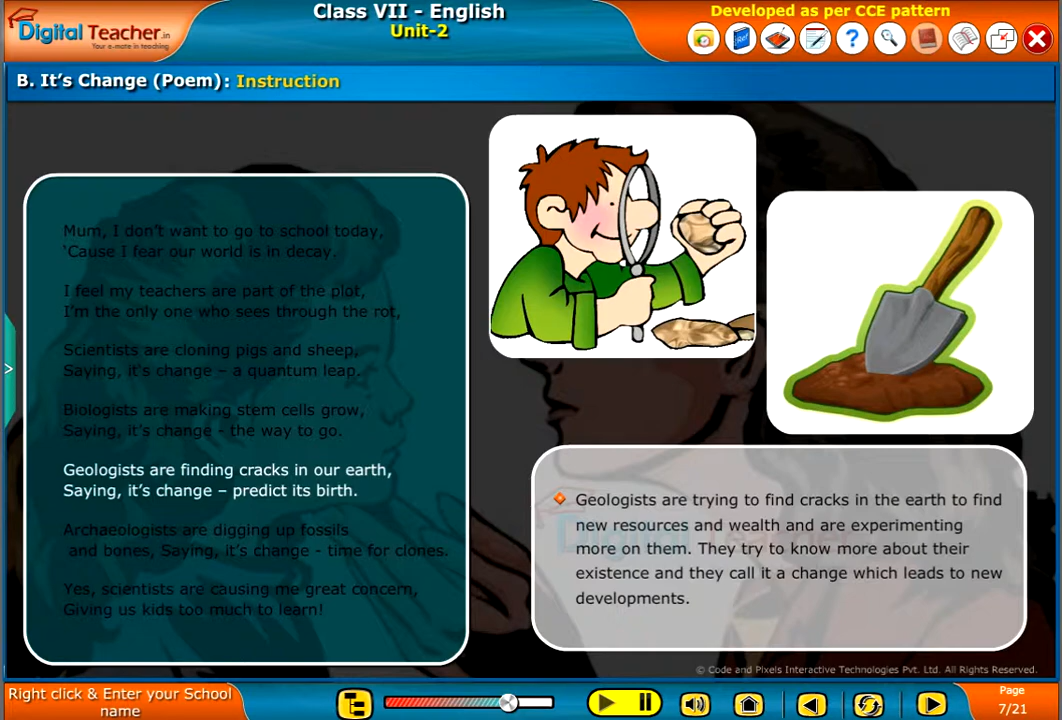 Digital Teacher.in
Your e-mate in teaching
Class VII - English
Unit-2
Developed as per CCE pattern
iRef
?
B. It's Change (Poem): Instruction
Mum, I don't want to go to school today,
‘Cause I fear our world is in decay.
I feel my teachers are part of the plot,
I'm the only one who sees through the rot,
Scientists are cloning pigs and sheep,
Saying, it's change – a quantum leap.
Biologists are making stem cells grow,
Saying, it's change - the way to go.
Geologists are finding cracks in our earth,
Saying, it's change – predict its birth.
Archaeologists are digging up fossils
and bones, Saying, it's change - time for clones.
Yes, scientists are causing me great concern,
Giving us kids too much to learn!
Geologists are trying to find cracks in the earth to find
new resources and wealth and are experimenting
more on them. They try to know more about their
existence and they call it a change which leads to new
developments.
© Code and Pixels Interactive Technologies Pvt. Ltd. All Rights Reserved.
Right click & Enter your School
name
Page
7/21